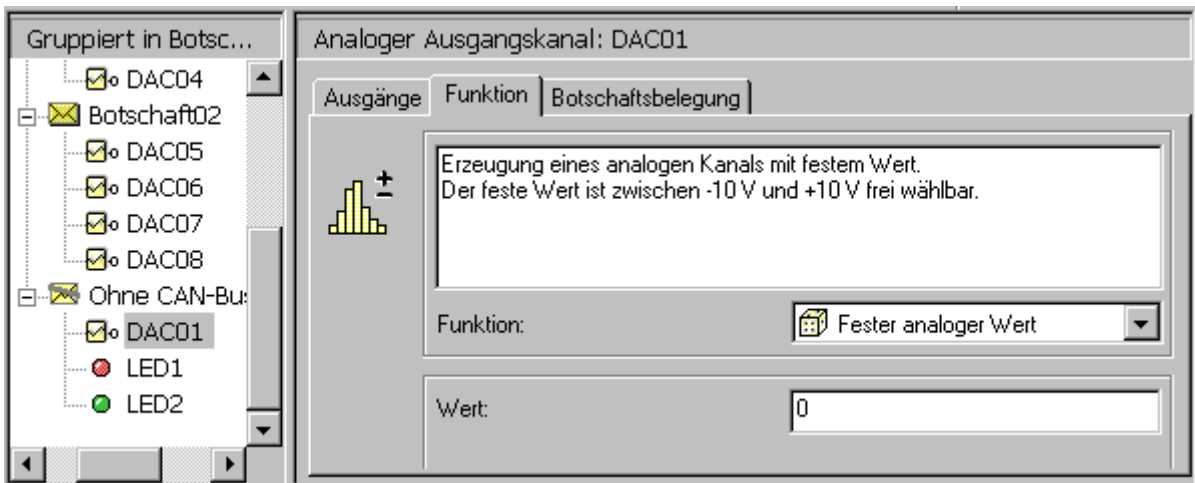 Gruppiert in Botsc...
DAC04
Botschaft02
DAC05
DAC06
DAC07
DAC08
Ohne CAN-Bu
DAC01
LED1
LED2
Analoger Ausgangskanal: DAC01
Ausgänge
Funktion
Botschaftsbelegung
Erzeugung eines analogen Kanals mit festem Wert.
Der feste Wert ist zwischen -10 V und +10 V frei wählbar.
Funktion:
Fester analoger Wert
Wert:
0